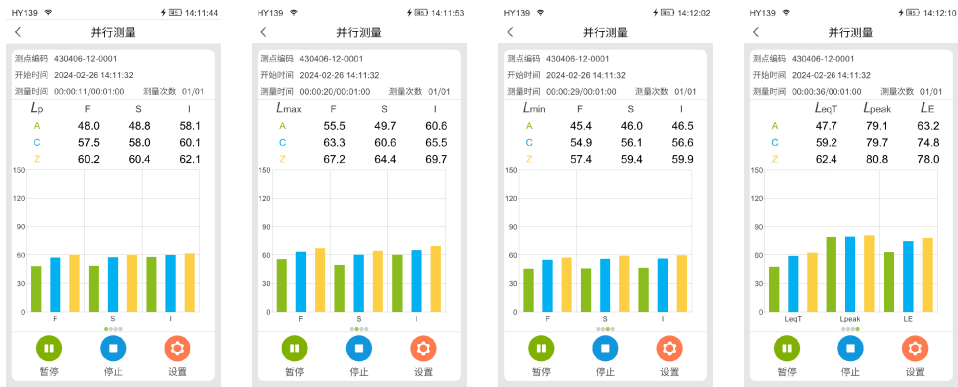 HY139 14:11:44
并行测量
测点编码 430406-12-0001
开始时间 2024-02-26 14:11:32
测量时间 00:00:11/00:01:00 测量次数 01/01
Lp F S I
A 48.0 48.8 58.1
C 57.5 58.0 60.1
Z 60.2 60.4 62.1
150
120
90
60
30
0
F S I
暂停 停止 设置
HY139 14:11:53
并行测量
测点编码 430406-12-0001
开始时间 2024-02-26 14:11:32
测量时间 00:00:20/00:01:00 测量次数 01/01
Lmax F S I
A 55.5 49.7 60.6
C 63.3 60.6 65.5
Z 67.2 64.4 69.7
150
120
90
60
30
0
F S I
暂停 停止 设置
HY139 14:12:02
并行测量
测点编码 430406-12-0001
开始时间 2024-02-26 14:11:32
测量时间 00:00:29/00:01:00 测量次数 01/01
Lmin F S I
A 45.4 46.0 46.5
C 54.9 56.1 56.6
Z 57.4 59.4 59.9
150
120
90
60
30
0
F S I
暂停 停止 设置
HY139 14:12:10
并行测量
测点编码 430406-12-0001
开始时间 2024-02-26 14:11:32
测量时间 00:00:36/00:01:00 测量次数 01/01
LeqT Lpeak LE
A 47.7 79.1 63.2
C 59.2 79.7 74.8
Z 62.4 80.8 78.0
150
120
90
60
30
0
LeqT Lpeak LE
暂停 停止 设置